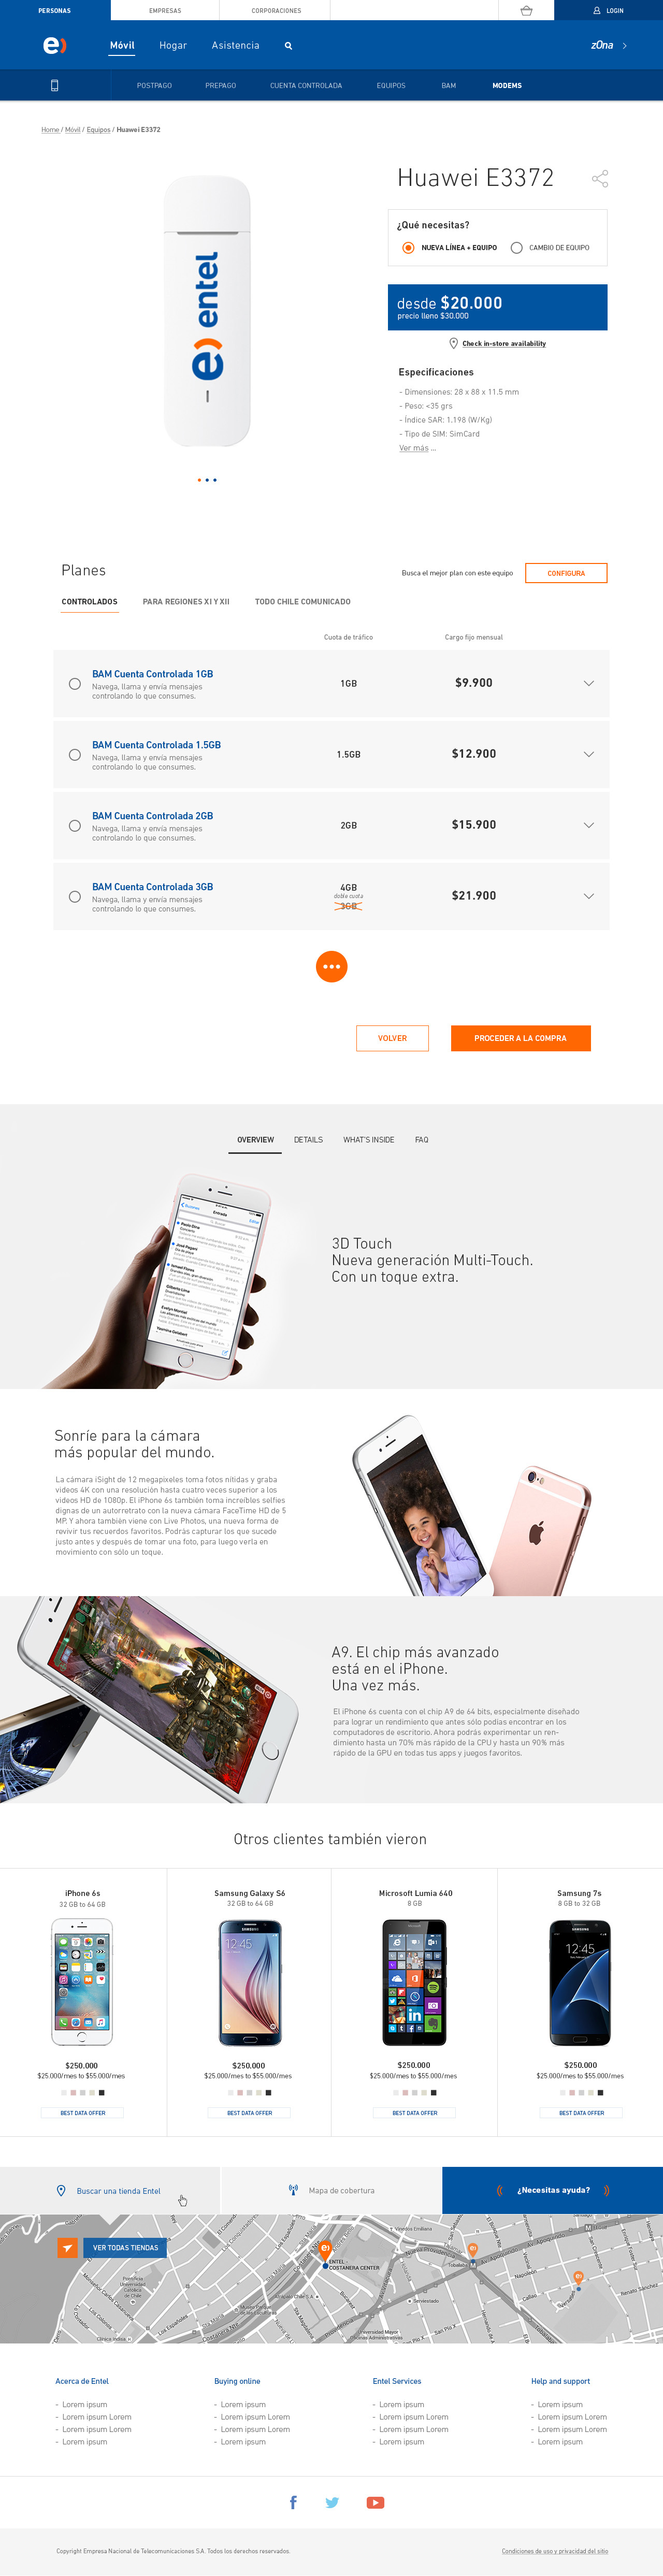 PERSONAS
EMPRESAS
CORPORACIONES
LOGIN
Móvil
Hogar
Asistencia
zOna
POSTPAGO
PREPAGO
CUENTA CONTROLADA
EQUIPOS
BAM
MODEMS
Home / Móvil / Equipos / Huawei E3372
entel
Huawei E3372
¿Qué necesitas?
NUEVA LÍNEA + EQUIPO
CAMBIO DE EQUIPO
desde $20.000
precio lleno $30.000
Check in-store availability
Especificaciones
- Dimensiones: 28 x 88 x 11.5 mm
- Peso: <35 grs
- Índice SAR: 1.198 (W/Kg)
- Tipo de SIM: SimCard
Ver más ...
Planes
Busca el mejor plan con este equipo
CONFIGURA
CONTROLADOS
PARA REGIONES XI Y XII
TODO CHILE COMUNICADO
Cuota de tráfico
Cargo fijo mensual
BAM Cuenta Controlada 1GB
Navega, llama y envía mensajes
controlando lo que consumes.
1GB
$9.900
BAM Cuenta Controlada 1.5GB
Navega, llama y envía mensajes
controlando lo que consumes.
1.5GB
$12.900
BAM Cuenta Controlada 2GB
Navega, llama y envía mensajes
controlando lo que consumes.
2GB
$15.900
BAM Cuenta Controlada 3GB
Navega, llama y envía mensajes
controlando lo que consumes.
4GB
doble cuota
3GB
$21.900
VOLVER
PROCEDER A LA COMPRA
OVERVIEW
DETAILS
WHAT'S INSIDE
FAQ
3D Touch
Nueva generación Multi-Touch.
Con un toque extra.
Sonríe para la cámara
más popular del mundo.
La cámara iSight de 12 megapíxeles toma fotos nítidas y graba
videos 4K con una resolución hasta cuatro veces superior a los
videos HD de 1080p. El iPhone 6s también toma increíbles selfies
dignas de un autorretrato con la nueva cámara FaceTime HD de 5
MP. Y ahora también viene con Live Photos, una nueva forma de
revivir tus recuerdos favoritos. Podrás capturar los que sucede
justo antes y después de tomar una foto, para luego verla en
movimiento con sólo un toque.
A9. El chip más avanzado
está en el iPhone.
Una vez más.
El iPhone 6s cuenta con el chip A9 de 64 bits, especialmente diseñado
para lograr un rendimiento que antes sólo podías encontrar en los
computadores de escritorio. Ahora podrás experimentar un ren-
dimiento hasta un 70% más rápido de la CPU y hasta un 90% más
rápido de la GPU en todas tus apps y juegos favoritos.
Otros clientes también vieron
iPhone 6s
32 GB to 64 GB
$250.000
$25.000/mes to $55.000/mes
BEST DATA OFFER
Samsung Galaxy S6
32 GB to 64 GB
12:45
$250.000
$25.000/mes to $55.000/mes
BEST DATA OFFER
Microsoft Lumia 640
8 GB
$250.000
$25.000/mes to $55.000/mes
BEST DATA OFFER
Samsung 7s
8 GB to 32 GB
12:45
$250.000
$25.000/mes to $55.000/mes
BEST DATA OFFER
Buscar una tienda Entel
Mapa de cobertura
¿Necesitas ayuda?
VER TODAS TIENDAS
ENTEL -
COSTANERA CENTER
Acerca de Entel
- Lorem ipsum
- Lorem ipsum Lorem
- Lorem ipsum Lorem
- Lorem ipsum
Buying online
- Lorem ipsum
- Lorem ipsum Lorem
- Lorem ipsum Lorem
- Lorem ipsum
Entel Services
- Lorem ipsum
- Lorem ipsum Lorem
- Lorem ipsum Lorem
- Lorem ipsum
Help and support
- Lorem ipsum
- Lorem ipsum Lorem
- Lorem ipsum Lorem
- Lorem ipsum
Copyright Empresa Nacional de Telecomunicaciones S.A. Todos los derechos reservados.
Condiciones de uso y privacidad del sitio